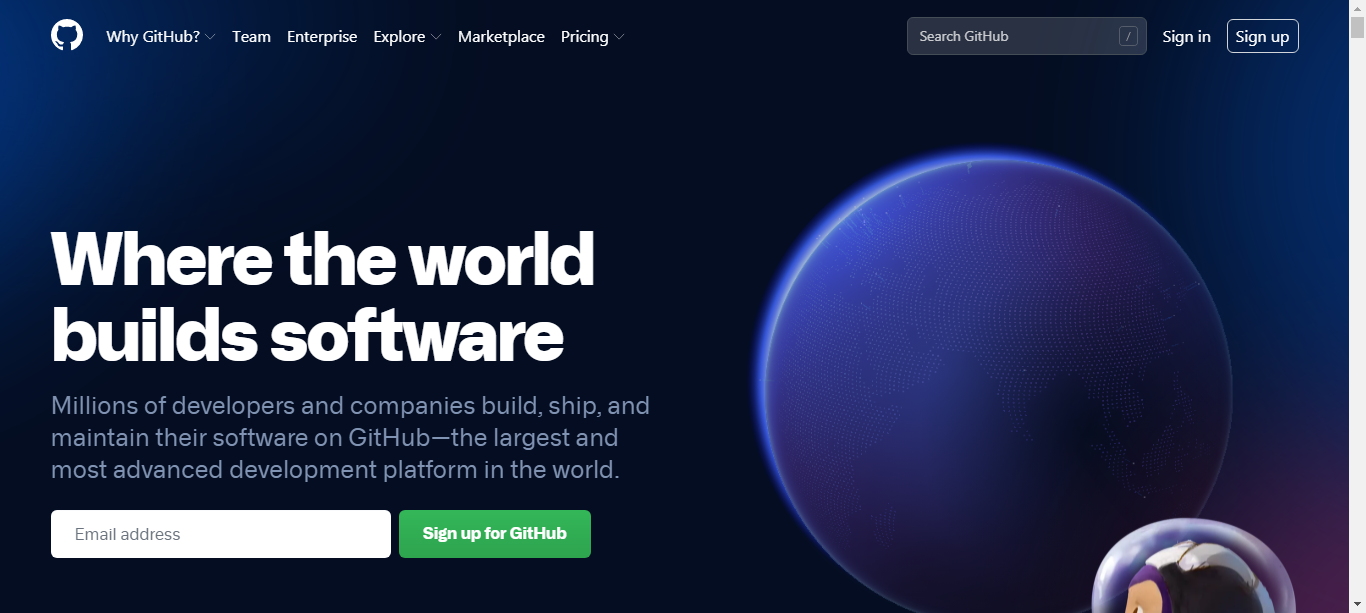 Why GitHub? Team Enterprise Explore Marketplace Pricing Search GitHub / Sign in Sign up
Where the world
builds software
Millions of developers and companies build, ship, and
maintain their software on GitHub—the largest and
most advanced development platform in the world.
Email address Sign up for GitHub